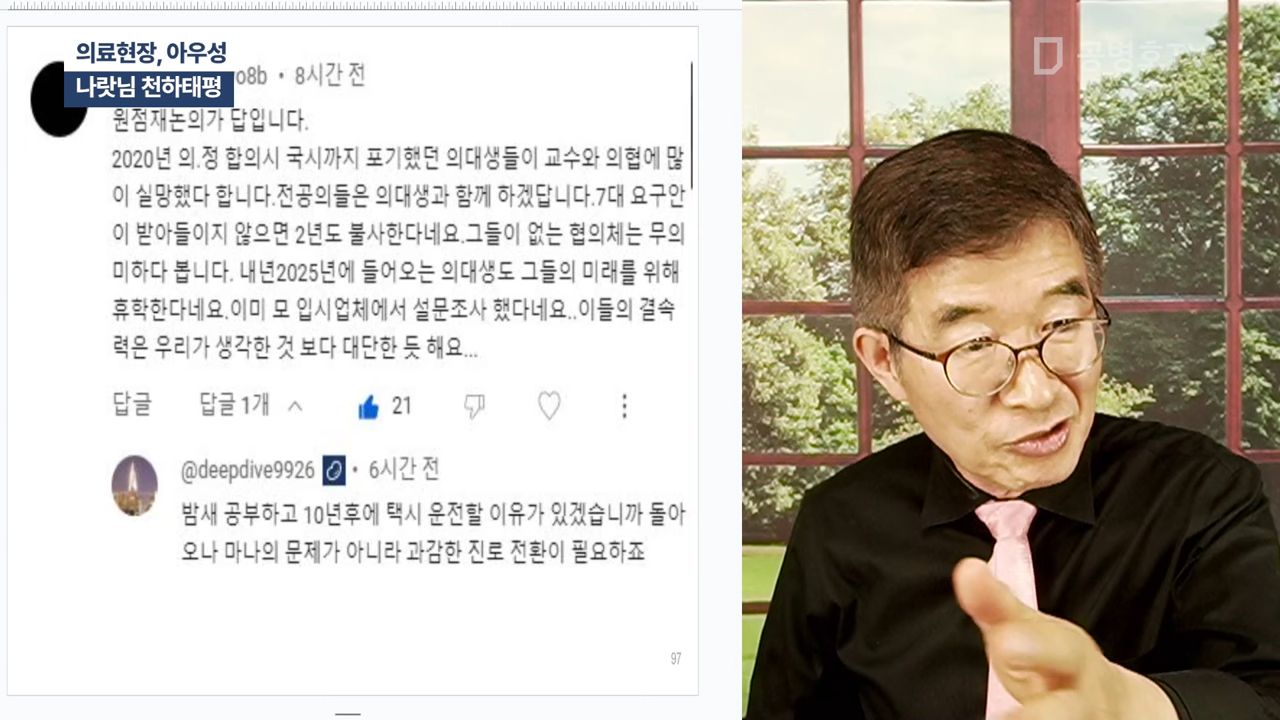 의료현장, 아우성
나랏님 천하태평
o8b • 8시간 전
원점재논의가 답입니다.
2020년 의.정 합의시 국시까지 포기했던 의대생들이 교수와 의협에 많
이 실망했다 합니다.전공의들은 의대생과 함께 하겠답니다.7대 요구안
이 받아들이지 않으면 2년도 불사한다네요.그들이 없는 협의체는 무의
미하다 봅니다. 내년2025년에 들어오는 의대생도 그들의 미래를 위해
휴학한다네요.이미 모 입시업체에서 설문조사 했다네요..이들의 결속
력은 우리가 생각한 것 보다 대단한 듯 해요...
답글 답글 1개 21
@deepdive9926 • 6시간 전
밤새 공부하고 10년후에 택시 운전할 이유가 있겠습니까 돌아
오나 마나의 문제가 아니라 과감한 진로 전환이 필요하죠
97
공병호